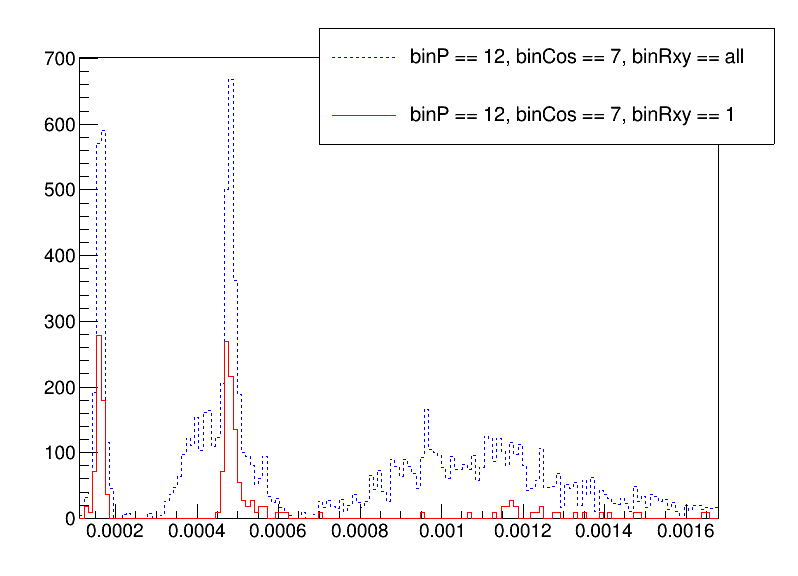 binP == 12, binCos == 7, binRxy == all
binP == 12, binCos == 7, binRxy == 1
700
600
500
400
300
200
100
0
0.0002 0.0004 0.0006 0.0008 0.001 0.0012 0.0014 0.0016